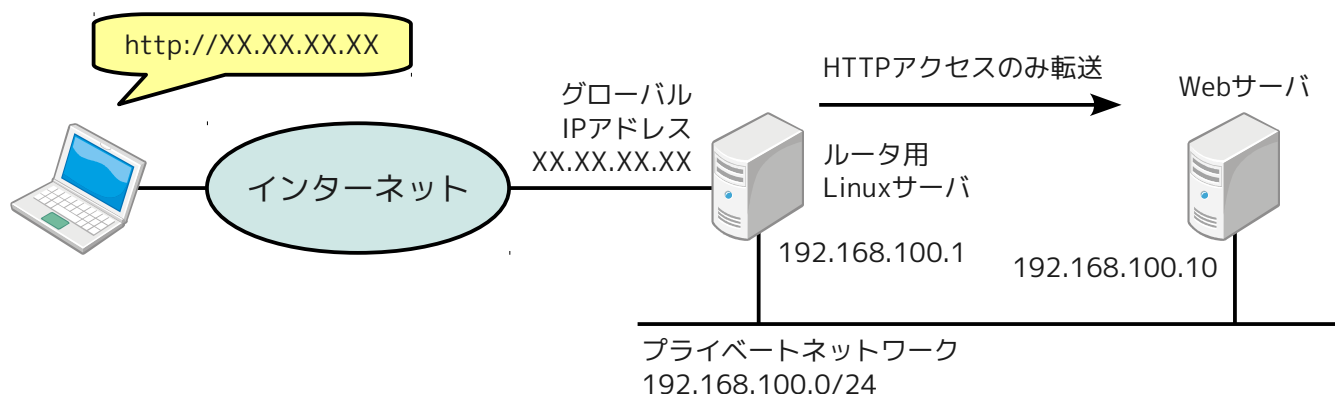 http://XX.XX.XX.XX
HTTPアクセスのみ転送
Webサーバ
グローバル
IPアドレス
XX.XX.XX.XX
ルータ用
Linuxサーバ
インターネット
192.168.100.1
192.168.100.10
プライベートネットワーク
192.168.100.0/24